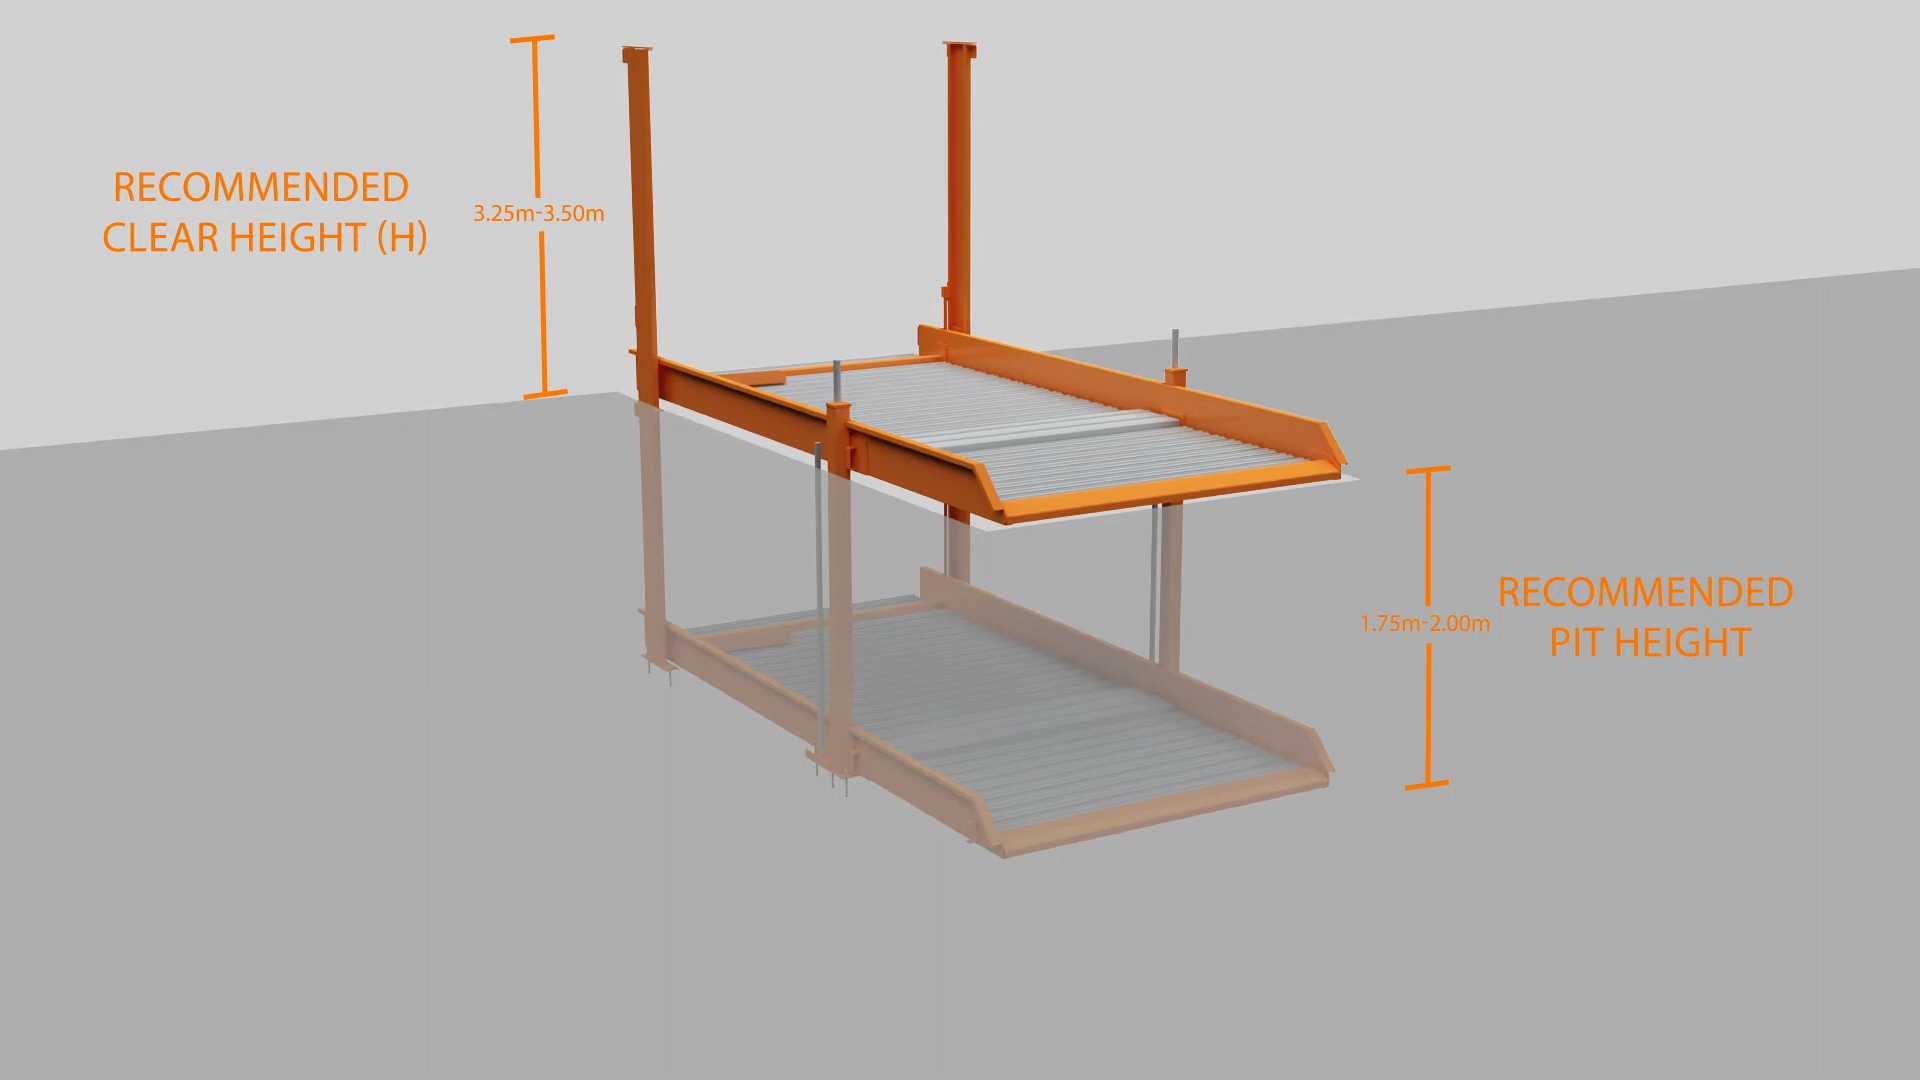 RECOMMENDED
CLEAR HEIGHT (H)
3.25m-3.50m
RECOMMENDED
PIT HEIGHT
1.75m-2.00m